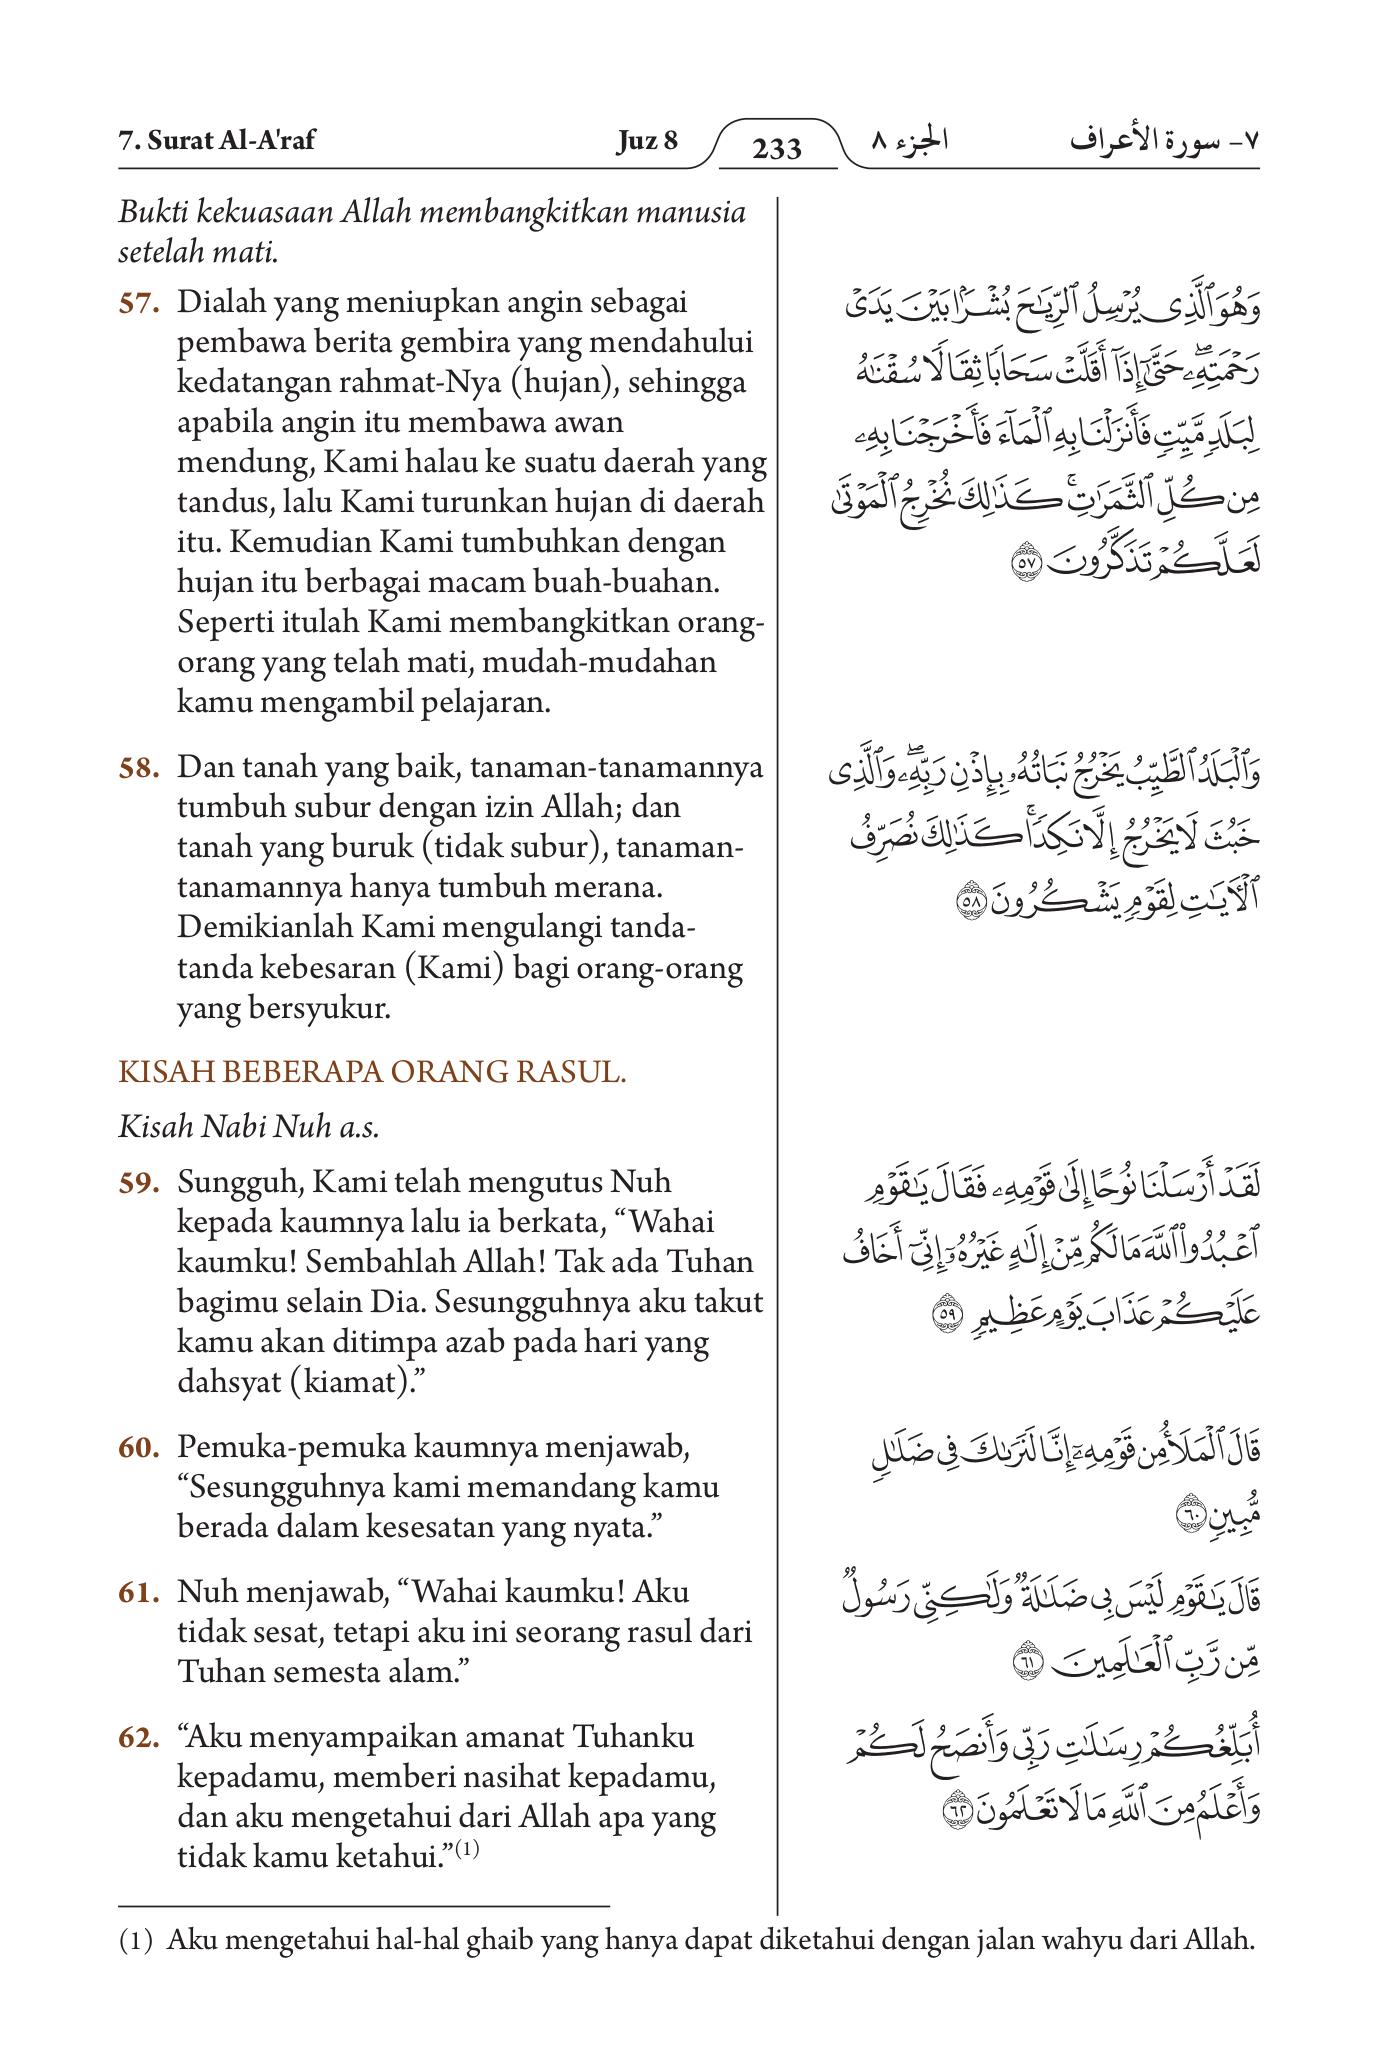 7. Surat Al-A'raf
Juz 8
233
الجزء ٨
٧- سورة الأعراف
Bukti kekuasaan Allah membangkitkan manusia
setelah mati.
57. Dialah yang meniupkan angin sebagai
pembawa berita gembira yang mendahului
kedatangan rahmat-Nya (hujan), sehingga
apabila angin itu membawa awan
mendung, Kami halau ke suatu daerah yang
tandus, lalu Kami turunkan hujan di daerah
itu. Kemudian Kami tumbuhkan dengan
hujan itu berbagai macam buah-buahan.
Seperti itulah Kami membangkitkan orang-
orang yang telah mati, mudah-mudahan
kamu mengambil pelajaran.
58. Dan tanah yang baik, tanaman-tanamannya
tumbuh subur dengan izin Allah; dan
tanah yang buruk (tidak subur), tanaman-
tanamannya hanya tumbuh merana.
Demikianlah Kami mengulangi tanda-
tanda kebesaran (Kami) bagi orang-orang
yang bersyukur.
KISAH BEBERAPA ORANG RASUL.
Kisah Nabi Nuh a.s.
59. Sungguh, Kami telah mengutus Nuh
kepada kaumnya lalu ia berkata, “Wahai
kaumku! Sembahlah Allah! Tak ada Tuhan
bagimu selain Dia. Sesungguhnya aku takut
kamu akan ditimpa azab pada hari yang
dahsyat (kiamat).”
60. Pemuka-pemuka kaumnya menjawab,
“Sesungguhnya kami memandang kamu
berada dalam kesesatan yang nyata.”
61. Nuh menjawab, “Wahai kaumku! Aku
tidak sesat, tetapi aku ini seorang rasul dari
Tuhan semesta alam.”
62. “Aku menyampaikan amanat Tuhanku
kepadamu, memberi nasihat kepadamu,
dan aku mengetahui dari Allah apa yang
tidak kamu ketahui.”(1)
وَهُوَ ٱلَّذِى يُرْسِلُ ٱلرِّيَـٰحَ بُشْرًۢا بَيْنَ يَدَىْ
رَحْمَتِهِۦ ۖ حَتَّىٰٓ إِذَآ أَقَلَّتْ سَحَابًا ثِقَالًا سُقْنَـٰهُ
لِبَلَدٍ مَّيِّتٍ فَأَنزَلْنَا بِهِ ٱلْمَآءَ فَأَخْرَجْنَا بِهِۦ
مِن كُلِّ ٱلثَّمَرَٰتِ ۚ كَذَٰلِكَ نُخْرِجُ ٱلْمَوْتَىٰ
لَعَلَّكُمْ تَذَكَّرُونَ ٥٧
وَٱلْبَلَدُ ٱلطَّيِّبُ يَخْرُجُ نَبَاتُهُۥ بِإِذْنِ رَبِّهِۦ ۖ وَٱلَّذِى
خَبُثَ لَا يَخْرُجُ إِلَّا نَكِدًا ۚ كَذَٰلِكَ نُصَرِّفُ
ٱلْـَٔايَـٰتِ لِقَوْمٍ يَشْكُرُونَ ٥٨
لَقَدْ أَرْسَلْنَا نُوحًا إِلَىٰ قَوْمِهِۦ فَقَالَ يَـٰقَوْمِ
ٱعْبُدُوا۟ ٱللَّهَ مَا لَكُم مِّنْ إِلَـٰهٍ غَيْرُهُۥٓ إِنِّىٓ أَخَافُ
عَلَيْكُمْ عَذَابَ يَوْمٍ عَظِيمٍ ٥٩
قَالَ ٱلْمَلَأُ مِن قَوْمِهِۦٓ إِنَّا لَنَرَىٰكَ فِى ضَلَـٰلٍ
مُّبِينٍ ٦٠
قَالَ يَـٰقَوْمِ لَيْسَ بِى ضَلَـٰلَةٌ وَلَـٰكِنِّى رَسُولٌ
مِّن رَّبِّ ٱلْعَـٰلَمِينَ ٦١
أُبَلِّغُكُمْ رِسَـٰلَـٰتِ رَبِّى وَأَنصَحُ لَكُمْ
وَأَعْلَمُ مِنَ ٱللَّهِ مَا لَا تَعْلَمُونَ ٦٢
(1) Aku mengetahui hal-hal ghaib yang hanya dapat diketahui dengan jalan wahyu dari Allah.